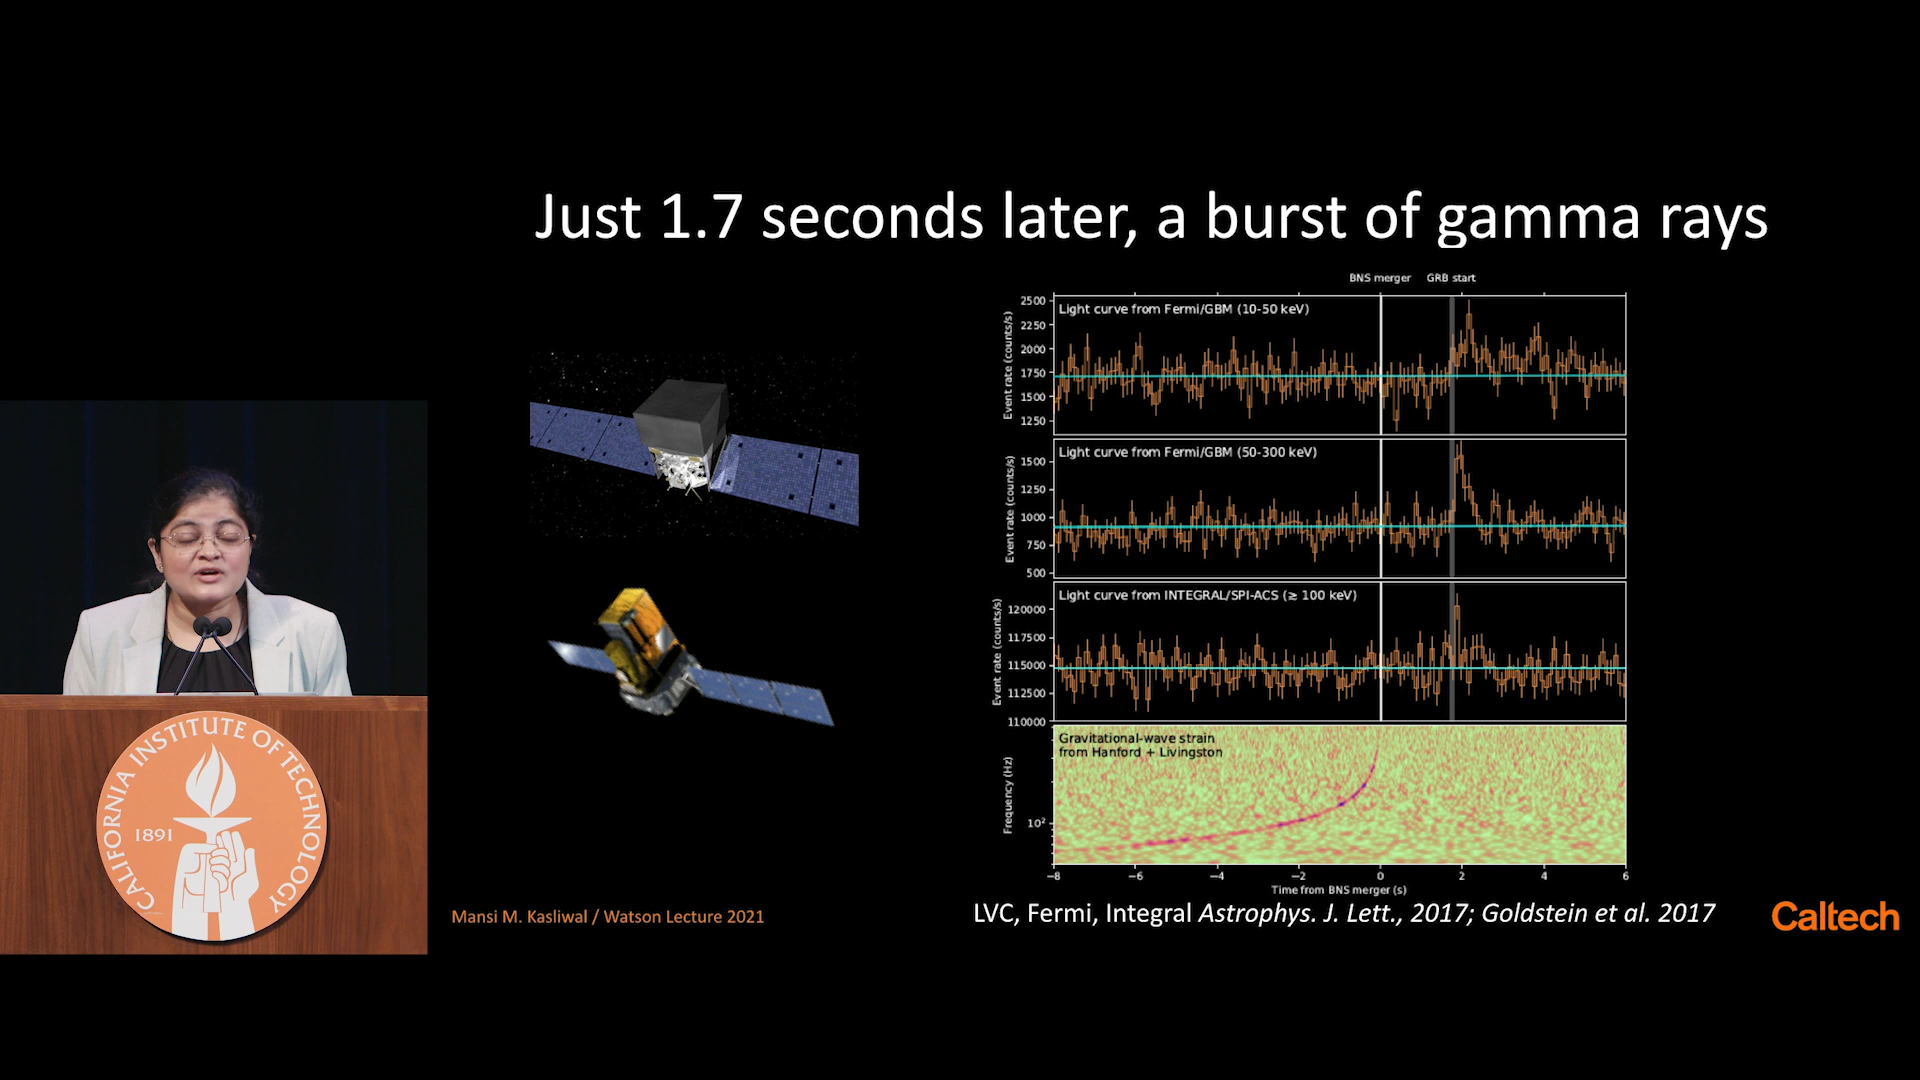 Just 1.7 seconds later, a burst of gamma rays
BNS merger GRB start
Light curve from Fermi/GBM (10-50 keV)
Event rate (counts/s)
2500
2250
2000
1750
1500
1250
Light curve from Fermi/GBM (50-300 keV)
Event rate (counts/s)
1500
1250
1000
750
500
Light curve from INTEGRAL/SPI-ACS (≥ 100 keV)
Event rate (counts/s)
120000
117500
115000
112500
110000
Gravitational-wave strain
from Hanford + Livingston
Frequency (Hz)
10²
−8 −6 −4 −2 0 2 4 6
Time from BNS merger (s)
CALIFORNIA INSTITUTE OF TECHNOLOGY
1891
Mansi M. Kasliwal / Watson Lecture 2021
LVC, Fermi, Integral Astrophys. J. Lett., 2017; Goldstein et al. 2017
Caltech